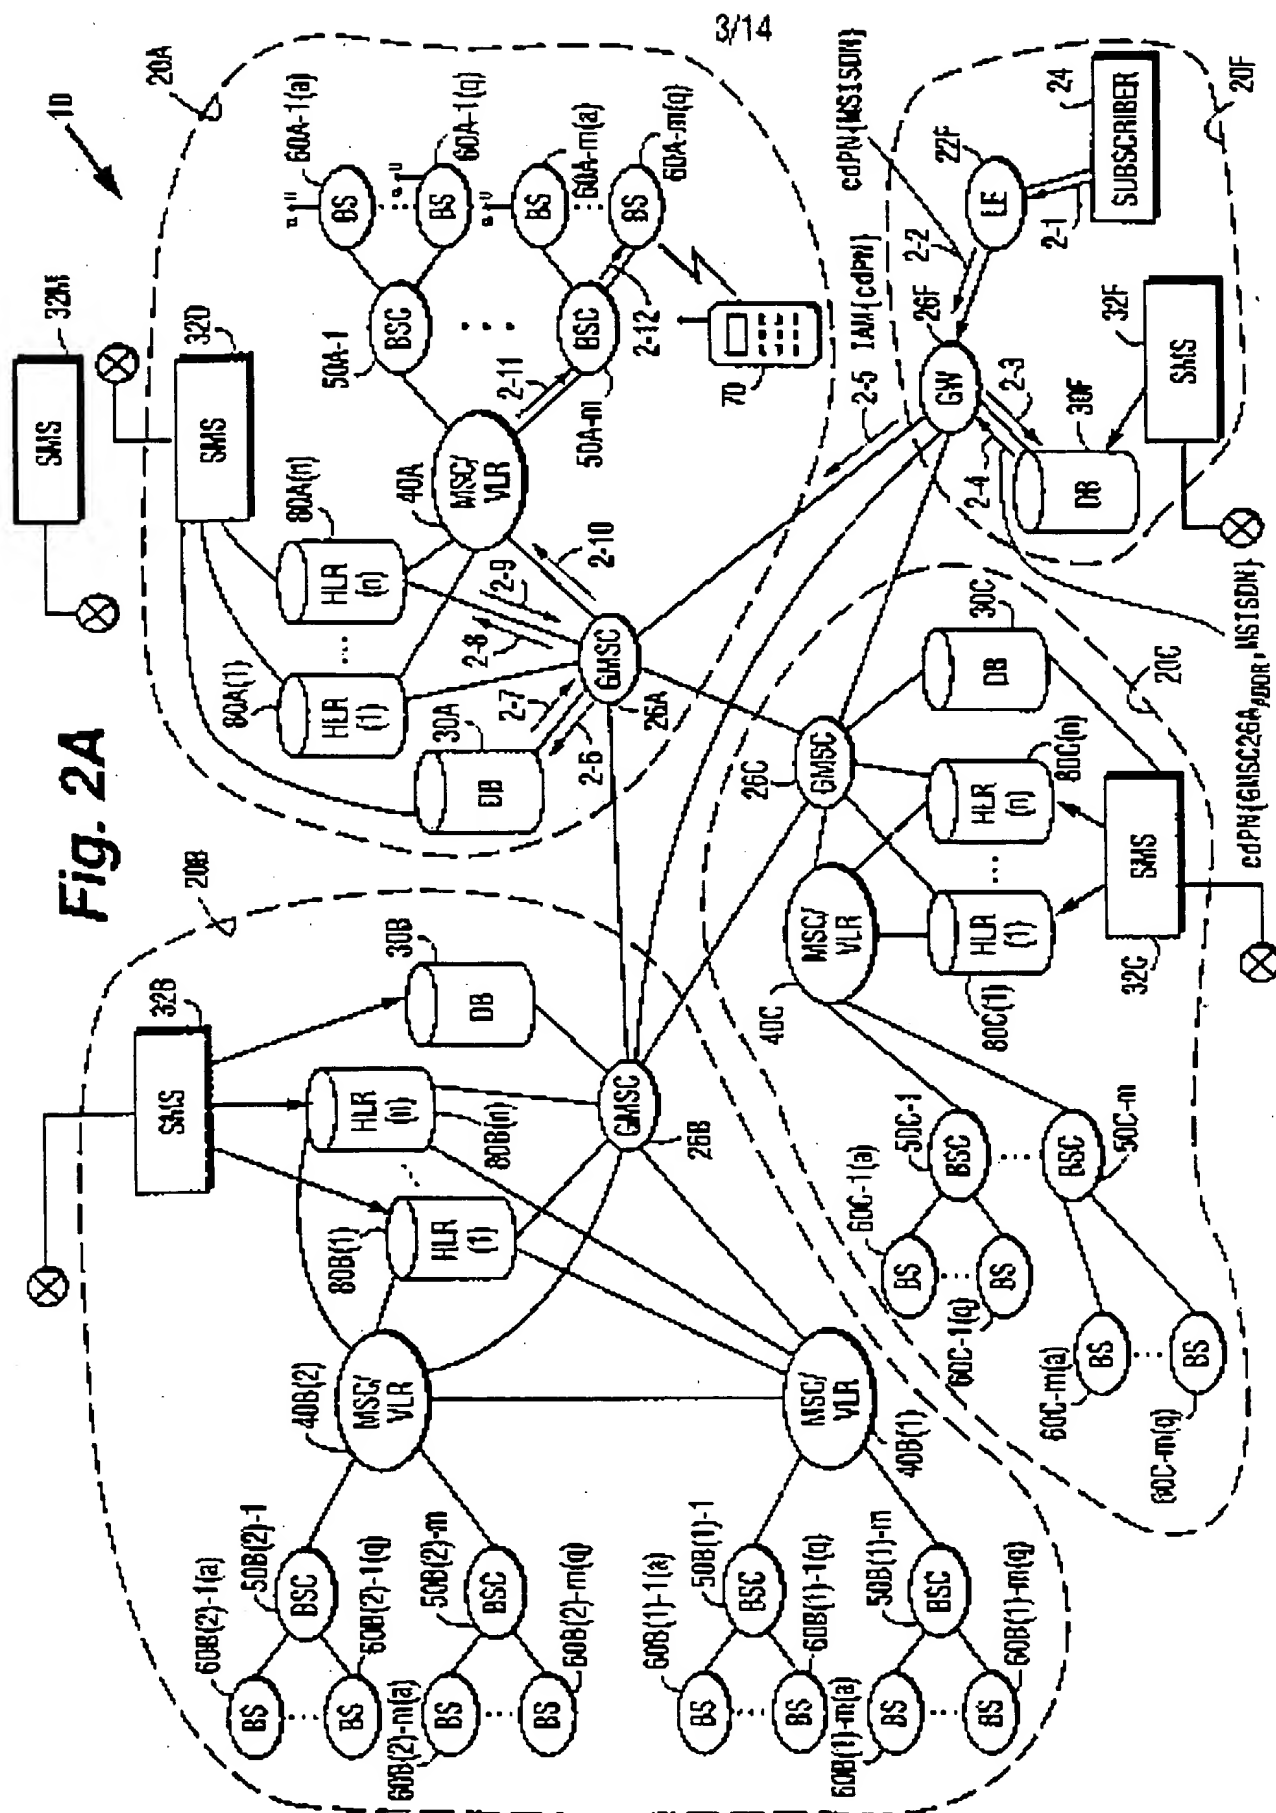 3/14
Fig. 2A
10
SMS
32M
20A
SMS
32D
80A(1)
HLR
(1)
...
80A(n)
HLR
(n)
30A
DB
2-6
2-7
2-8
2-9
2-10
GMSC
26A
40A
MSC/
VLR
50A-1
BSC
2-11
BSC
50A-m
2-12
60A-1(a)
BS
BS
60A-1(q)
BS
60A-m(a)
BS
60A-m(q)
70
20B
SMS
32B
DB
30B
HLR
(n)
80B(n)
80B(1)
HLR
(1)
GMSC
26B
40B(2)
MSC/
VLR
MSC/
VLR
40B(1)
60B(2)-1(a)
BS
50B(2)-1
BSC
BS
60B(2)-1(q)
50B(2)-m
BSC
BS
60B(2)-m(a)
BS
60B(2)-m(q)
60B(1)-1(a)
BS
50B(1)-1
BSC
BS
60B(1)-1(q)
50B(1)-m
BSC
BS
60B(1)-m(a)
BS
60B(1)-m(q)
20C
26C
GMSC
DB
30C
40C
MSC/
VLR
HLR
(1)
80C(1)
...
HLR
(n)
80C(n)
SMS
32C
50C-1
BSC
BSC
50C-m
60C-1(a)
BS
BS
60C-1(q)
60C-m(a)
BS
BS
60C-m(q)
20F
SUBSCRIBER
24
2-1
LE
22F
2-2
cdPN{MSISDN}
GW
26F
2-3
2-4
2-5 IAM{cdPN}
DB
30F
SMS
32F
cdPN{GMSC26A ADDR, MSISDN}